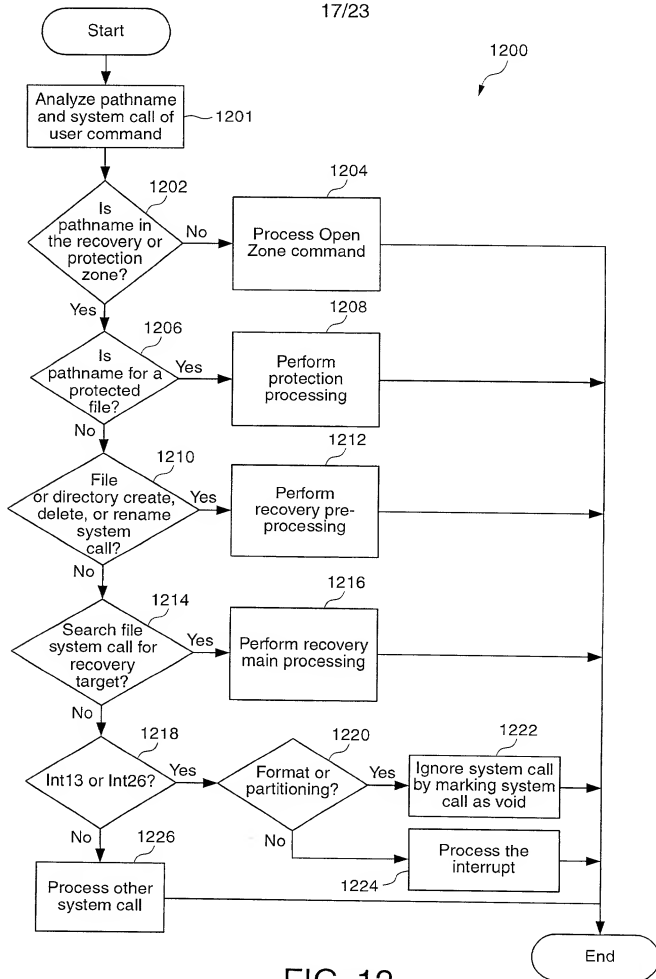 17/23
Start
1200
Analyze pathname
and system call of
user command
1201
1202
Is
pathname in
the recovery or
protection
zone?
No
1204
Process Open
Zone command
Yes
1206
Is
pathname for a
protected
file?
Yes
1208
Perform
protection
processing
No
1210
File
or directory create,
delete, or rename
system
call?
Yes
1212
Perform
recovery pre-
processing
No
1214
Search file
system call for
recovery
target?
Yes
1216
Perform recovery
main processing
No
1218
Int13 or Int26?
Yes
1220
Format or
partitioning?
Yes
1222
Ignore system call
by marking system
call as void
No
1224
Process the
interrupt
No
1226
Process other
system call
End